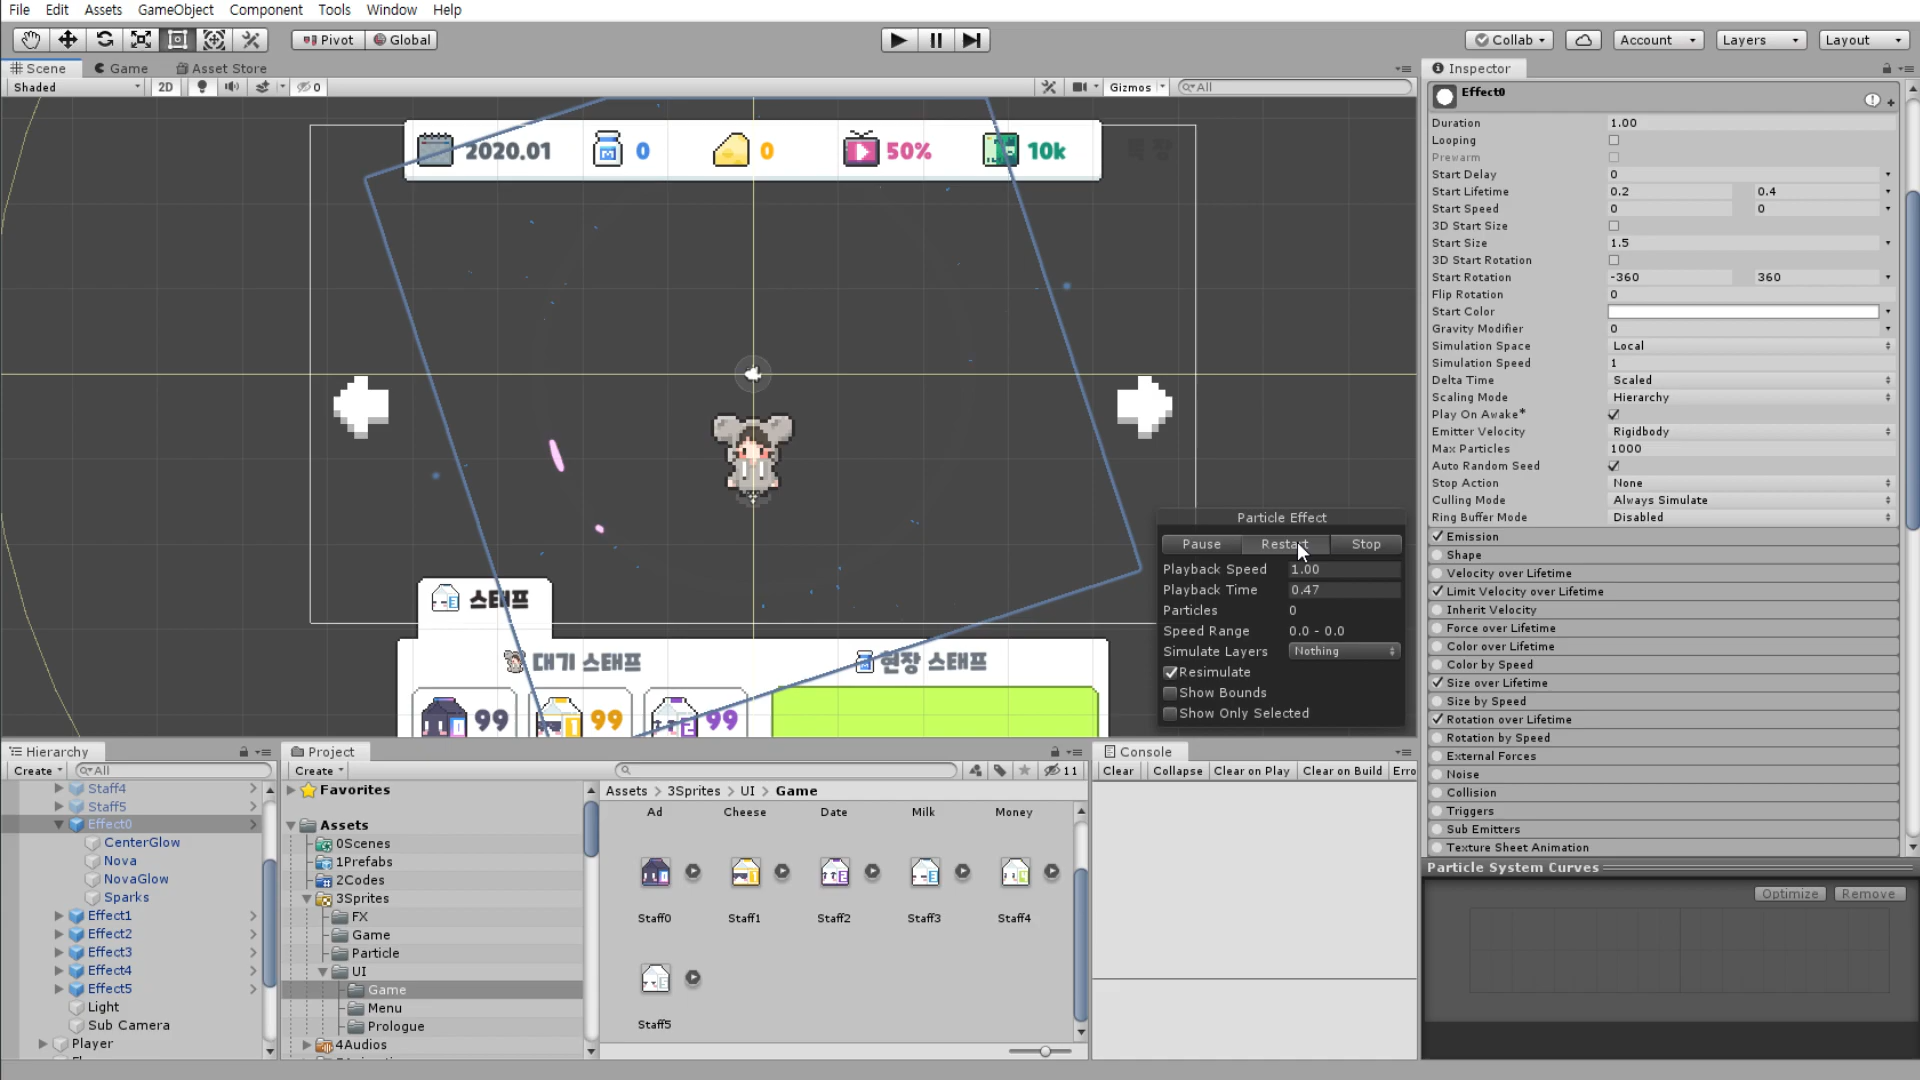 File Edit Assets GameObject Component Tools Window Help
Pivot Global Collab Account Layers Layout
Scene Game Asset Store
Shaded 2D 0 Gizmos All
2020.01 0 0 50% 10k
스태프
대기 스태프 현장 스태프
99 99 99
Particle Effect
Pause Restart Stop
Playback Speed 1.00
Playback Time 0.47
Particles 0
Speed Range 0.0 - 0.0
Simulate Layers Nothing
Resimulate
Show Bounds
Show Only Selected
Inspector
Effect0
Duration 1.00
Looping
Prewarm
Start Delay 0
Start Lifetime 0.2 0.4
Start Speed 0 0
3D Start Size
Start Size 1.5
3D Start Rotation
Start Rotation -360 360
Flip Rotation 0
Start Color
Gravity Modifier 0
Simulation Space Local
Simulation Speed 1
Delta Time Scaled
Scaling Mode Hierarchy
Play On Awake*
Emitter Velocity Rigidbody
Max Particles 1000
Auto Random Seed
Stop Action None
Culling Mode Always Simulate
Ring Buffer Mode Disabled
Emission
Shape
Velocity over Lifetime
Limit Velocity over Lifetime
Inherit Velocity
Force over Lifetime
Color over Lifetime
Color by Speed
Size over Lifetime
Size by Speed
Rotation over Lifetime
Rotation by Speed
External Forces
Noise
Collision
Triggers
Sub Emitters
Texture Sheet Animation
Particle System Curves
Optimize Remove
Hierarchy
Create All
Staff4
Staff5
Effect0
CenterGlow
Nova
NovaGlow
Sparks
Effect1
Effect2
Effect3
Effect4
Effect5
Light
Sub Camera
Player
Project
Create 11
Favorites
Assets
0Scenes
1Prefabs
2Codes
3Sprites
FX
Game
Particle
UI
Game
Menu
Prologue
4Audios
Assets > 3Sprites > UI > Game
Ad Cheese Date Milk Money
Staff0 Staff1 Staff2 Staff3 Staff4
Staff5
Console
Clear Collapse Clear on Play Clear on Build Erro